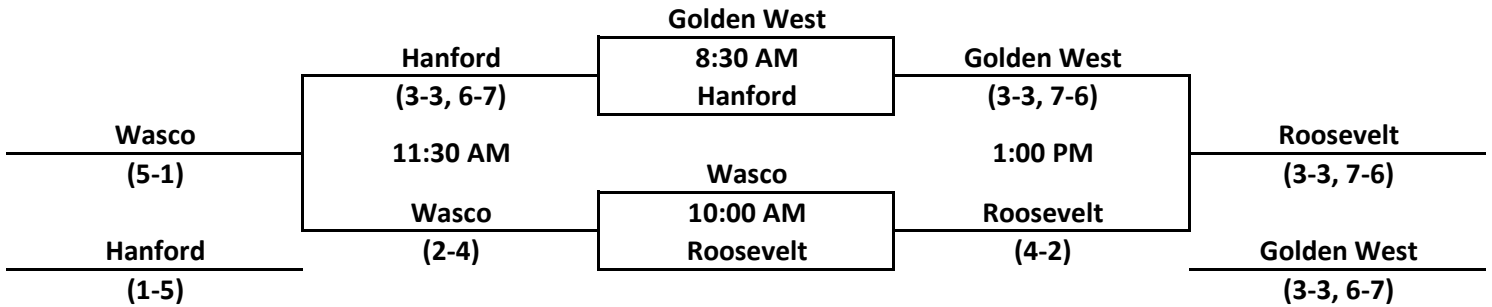 Golden West
Hanford 8:30 AM Golden West
(3-3, 6-7) Hanford (3-3, 7-6)
Wasco Roosevelt
11:30 AM 1:00 PM
(5-1) Wasco (3-3, 7-6)
Wasco 10:00 AM Roosevelt
Hanford (2-4) Roosevelt (4-2) Golden West
(1-5) (3-3, 6-7)